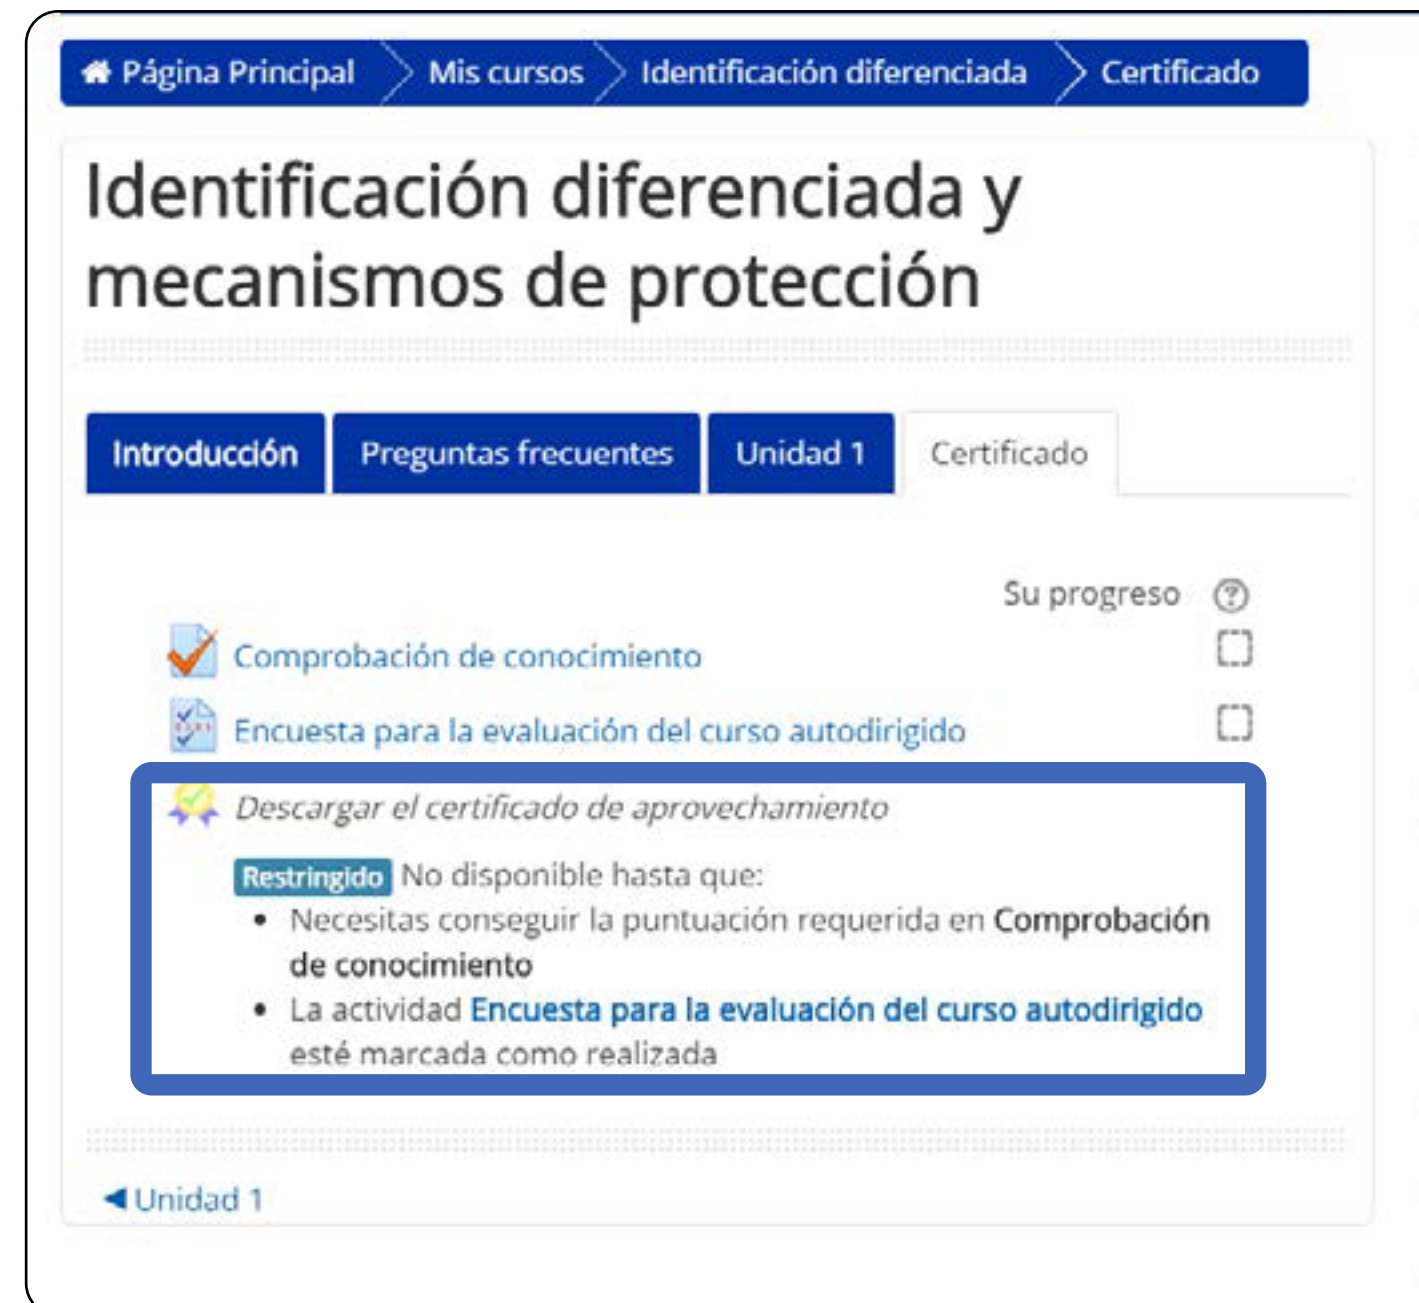 Página Principal Mis cursos Identificación diferenciada Certificado
Identificación diferenciada y
mecanismos de protección
Introducción Preguntas frecuentes Unidad 1 Certificado
Su progreso ?
Comprobación de conocimiento
Encuesta para la evaluación del curso autodirigido
Descargar el certificado de aprovechamiento
Restringido No disponible hasta que:
• Necesitas conseguir la puntuación requerida en Comprobación
de conocimiento
• La actividad Encuesta para la evaluación del curso autodirigido
esté marcada como realizada
◀ Unidad 1